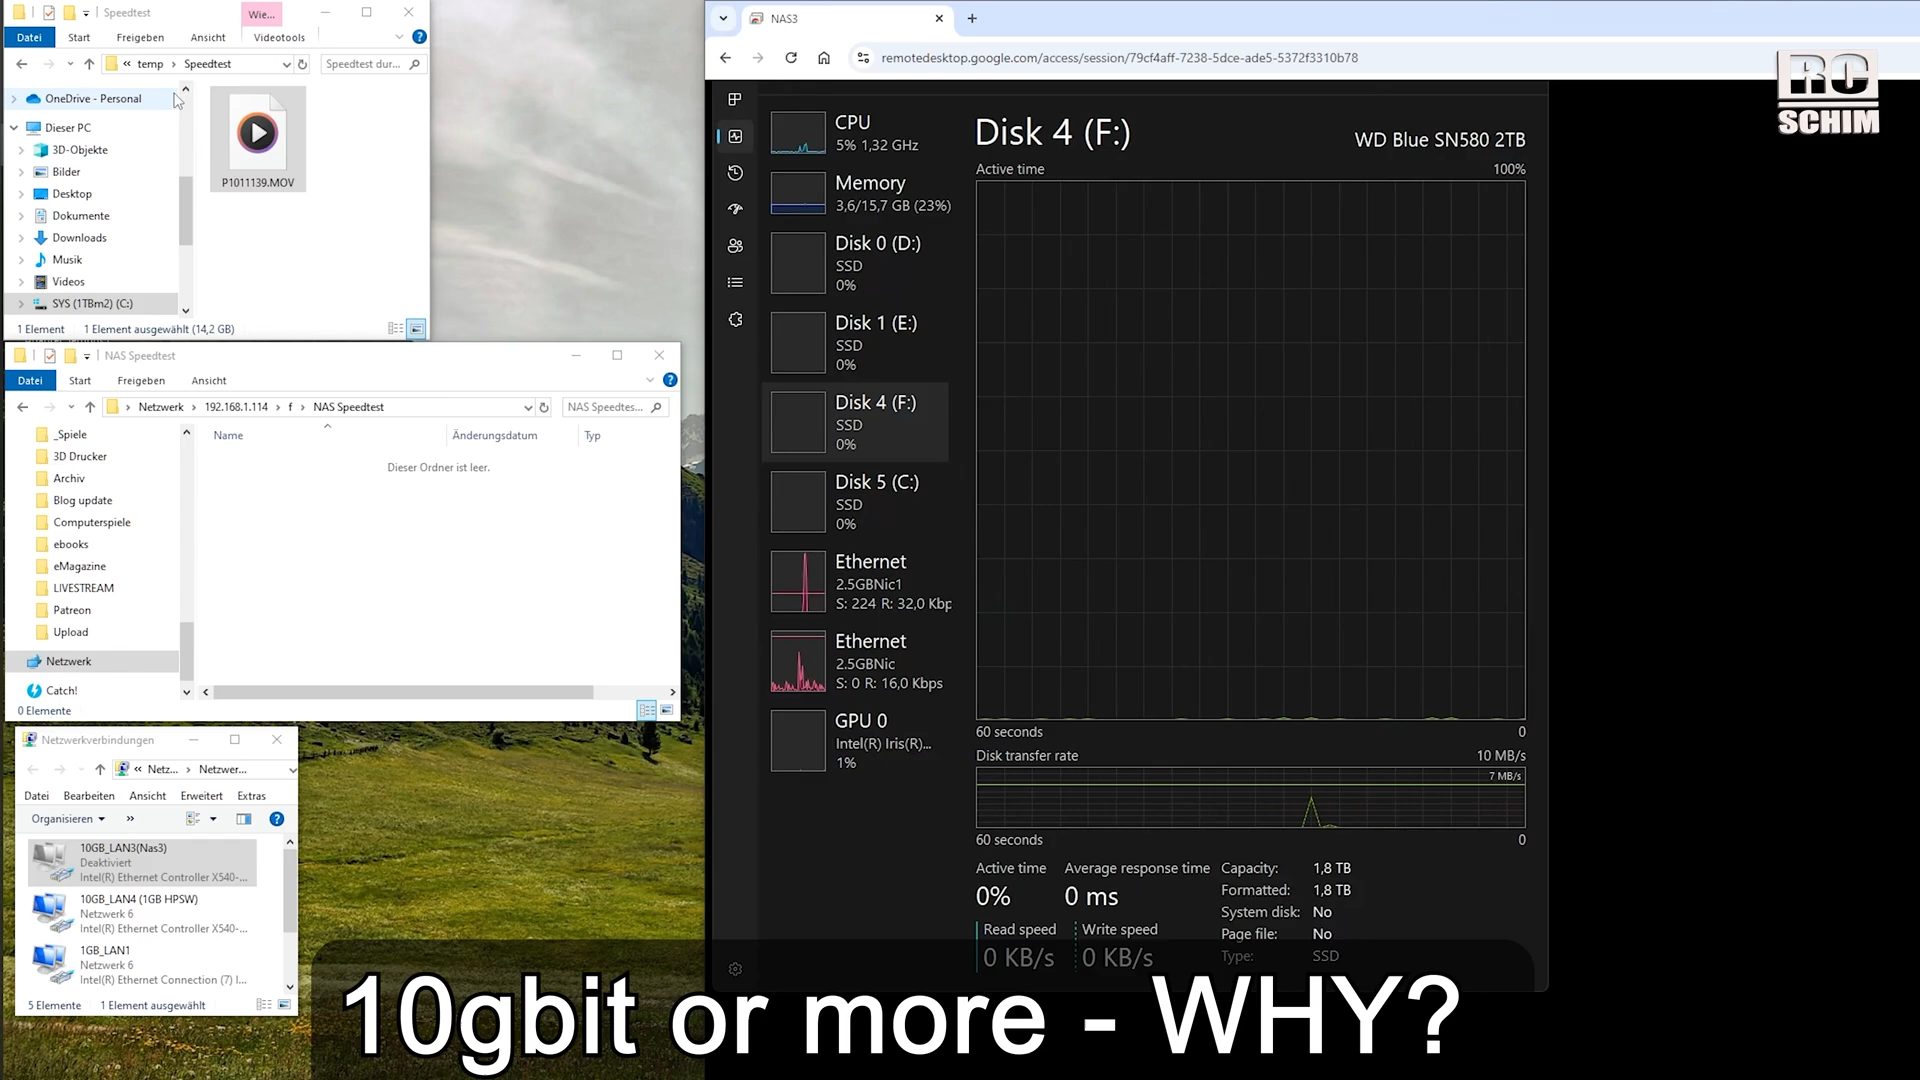 Speedtest
Wie...
Datei Start Freigeben Ansicht Videotools
« temp Speedtest
Speedtest dur...
OneDrive - Personal
Dieser PC
3D-Objekte
Bilder
Desktop
Dokumente
Downloads
Musik
Videos
SYS (1TBm2) (C:)
P1011139.MOV
1 Element 1 Element ausgewählt (14,2 GB)
NAS Speedtest
Datei Start Freigeben Ansicht
Netzwerk 192.168.1.114 f NAS Speedtest
NAS Speedtes...
_Spiele
3D Drucker
Archiv
Blog update
Computerspiele
ebooks
eMagazine
LIVESTREAM
Patreon
Upload
Netzwerk
Catch!
Name Änderungsdatum Typ
Dieser Ordner ist leer.
0 Elemente
Netzwerkverbindungen
« Netz... Netzwer...
Datei Bearbeiten Ansicht Erweitert Extras
Organisieren »
10GB_LAN3(Nas3)
Deaktiviert
Intel(R) Ethernet Controller X540-...
10GB_LAN4 (1GB HPSW)
Netzwerk 6
Intel(R) Ethernet Controller X540-...
1GB_LAN1
Netzwerk 6
Intel(R) Ethernet Connection (7) I...
5 Elemente 1 Element ausgewählt
NAS3
remotedesktop.google.com/access/session/79cf4aff-7238-5dce-ade5-5372f3310b78
RC
SCHIM
CPU
5% 1,32 GHz
Memory
3,6/15,7 GB (23%)
Disk 0 (D:)
SSD
0%
Disk 1 (E:)
SSD
0%
Disk 4 (F:)
SSD
0%
Disk 5 (C:)
SSD
0%
Ethernet
2.5GBNic1
S: 224 R: 32,0 Kbp
Ethernet
2.5GBNic
S: 0 R: 16,0 Kbps
GPU 0
Intel(R) Iris(R)...
1%
Disk 4 (F:)
WD Blue SN580 2TB
Active time 100%
60 seconds 0
Disk transfer rate 10 MB/s
7 MB/s
60 seconds 0
Active time Average response time
0% 0 ms
Read speed Write speed
0 KB/s 0 KB/s
Capacity: 1,8 TB
Formatted: 1,8 TB
System disk: No
Page file: No
Type: SSD
10gbit or more - WHY?